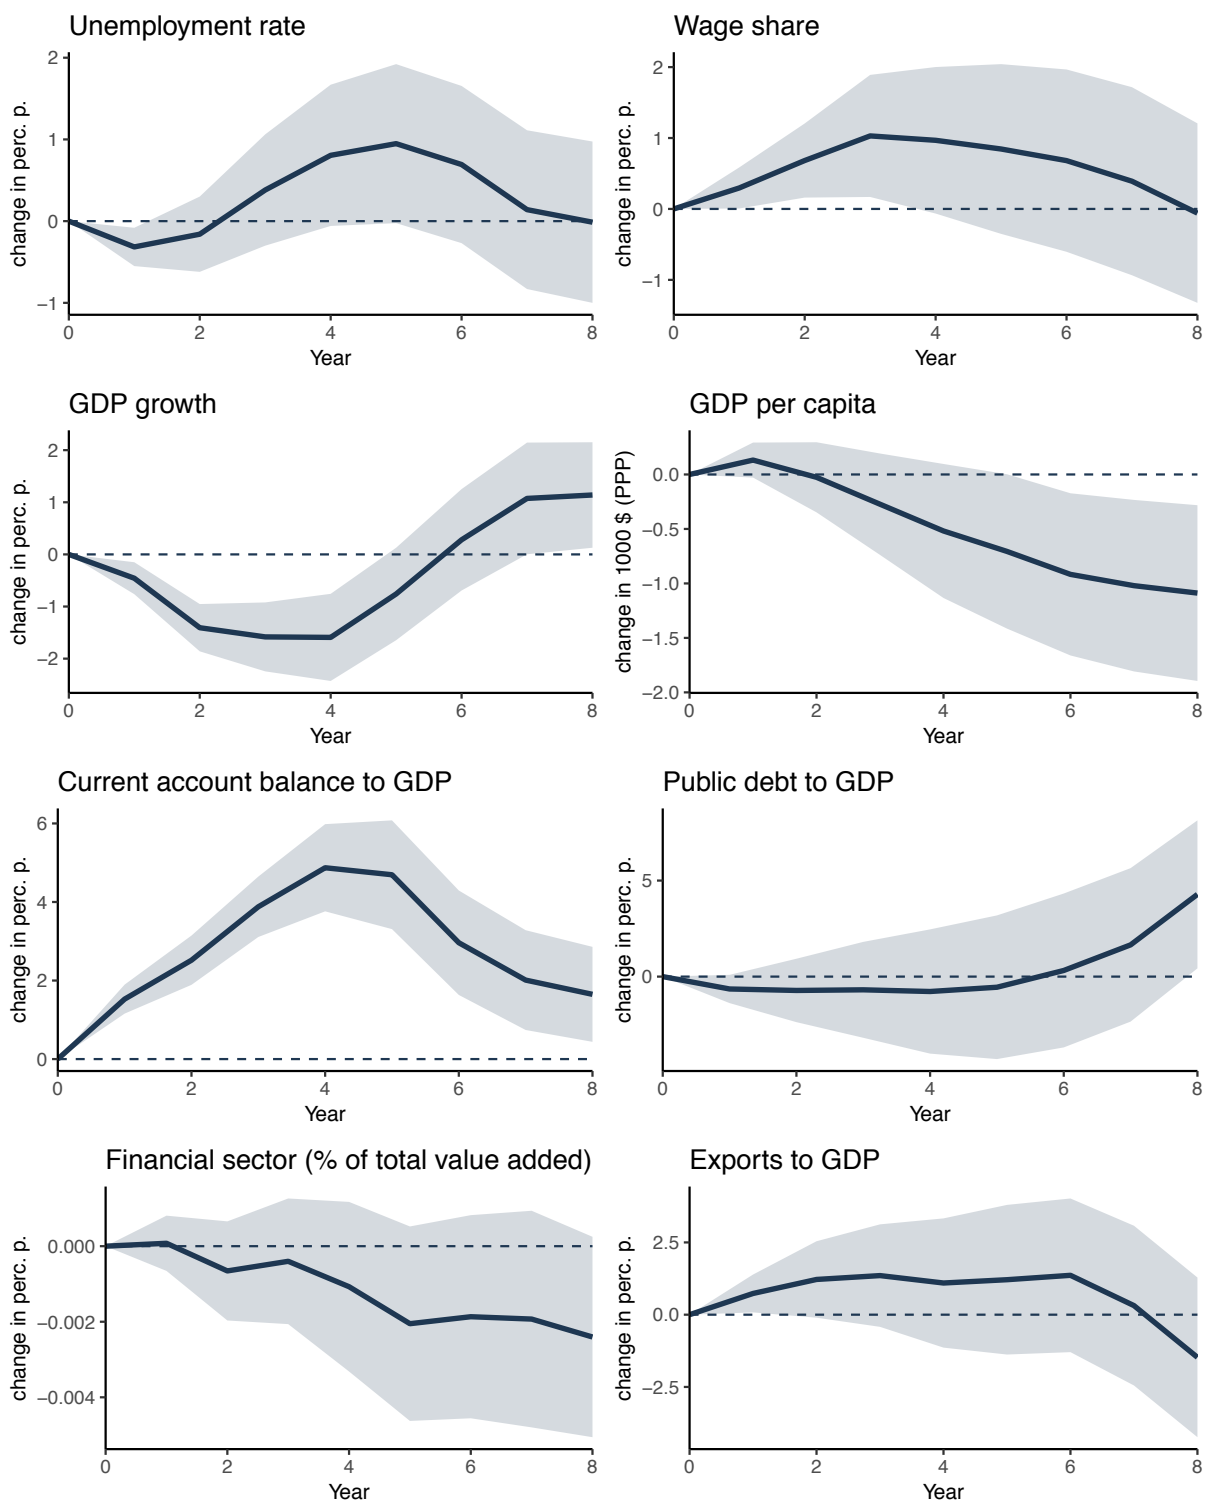 Unemployment rate
2
1
0
−1
change in perc. p.
0 2 4 6 8
Year
Wage share
2
1
0
−1
change in perc. p.
0 2 4 6 8
Year
GDP growth
2
1
0
−1
−2
change in perc. p.
0 2 4 6 8
Year
GDP per capita
0.0
−0.5
−1.0
−1.5
−2.0
change in 1000 $ (PPP)
0 2 4 6 8
Year
Current account balance to GDP
6
4
2
0
change in perc. p.
0 2 4 6 8
Year
Public debt to GDP
5
0
change in perc. p.
0 2 4 6 8
Year
Financial sector (% of total value added)
0.000
−0.002
−0.004
change in perc. p.
0 2 4 6 8
Year
Exports to GDP
2.5
0.0
−2.5
change in perc. p.
0 2 4 6 8
Year